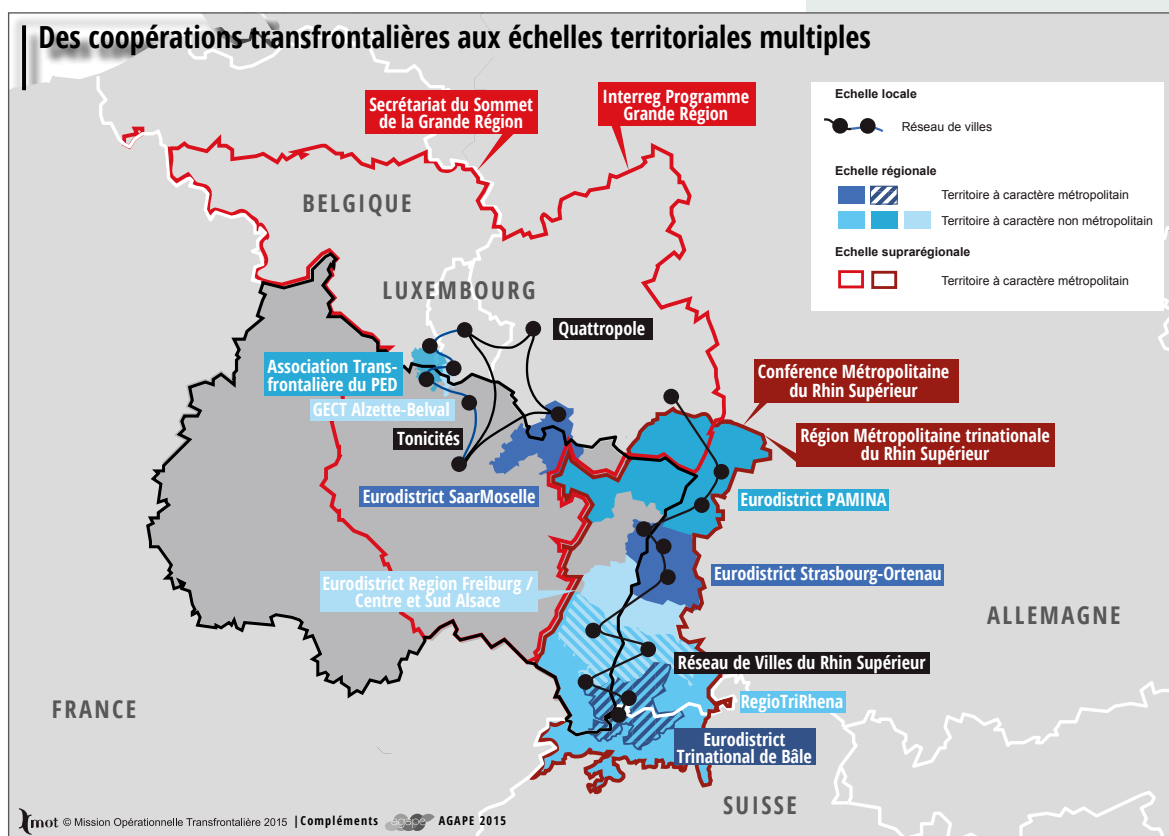 Des coopérations transfrontalières aux échelles territoriales multiples
Secrétariat du Sommet
de la Grande Région
Interreg Programme
Grande Région
Echelle locale
Réseau de villes
Echelle régionale
Territoire à caractère métropolitain
Territoire à caractère non métropolitain
Echelle suprarégionale
Territoire à caractère métropolitain
BELGIQUE
LUXEMBOURG
Quattropole
Association Trans-
frontalière du PED
GECT Alzette-Belval
Tonicités
Conférence Métropolitaine
du Rhin Supérieur
Région Métropolitaine trinationale
du Rhin Supérieur
Eurodistrict SaarMoselle
Eurodistrict PAMINA
Eurodistrict Strasbourg-Ortenau
Eurodistrict Region Freiburg /
Centre et Sud Alsace
ALLEMAGNE
Réseau de Villes du Rhin Supérieur
RegioTriRhena
FRANCE
Eurodistrict
Trinational de Bâle
SUISSE
mot © Mission Opérationnelle Transfrontalière 2015 | Compléments agape AGAPE 2015